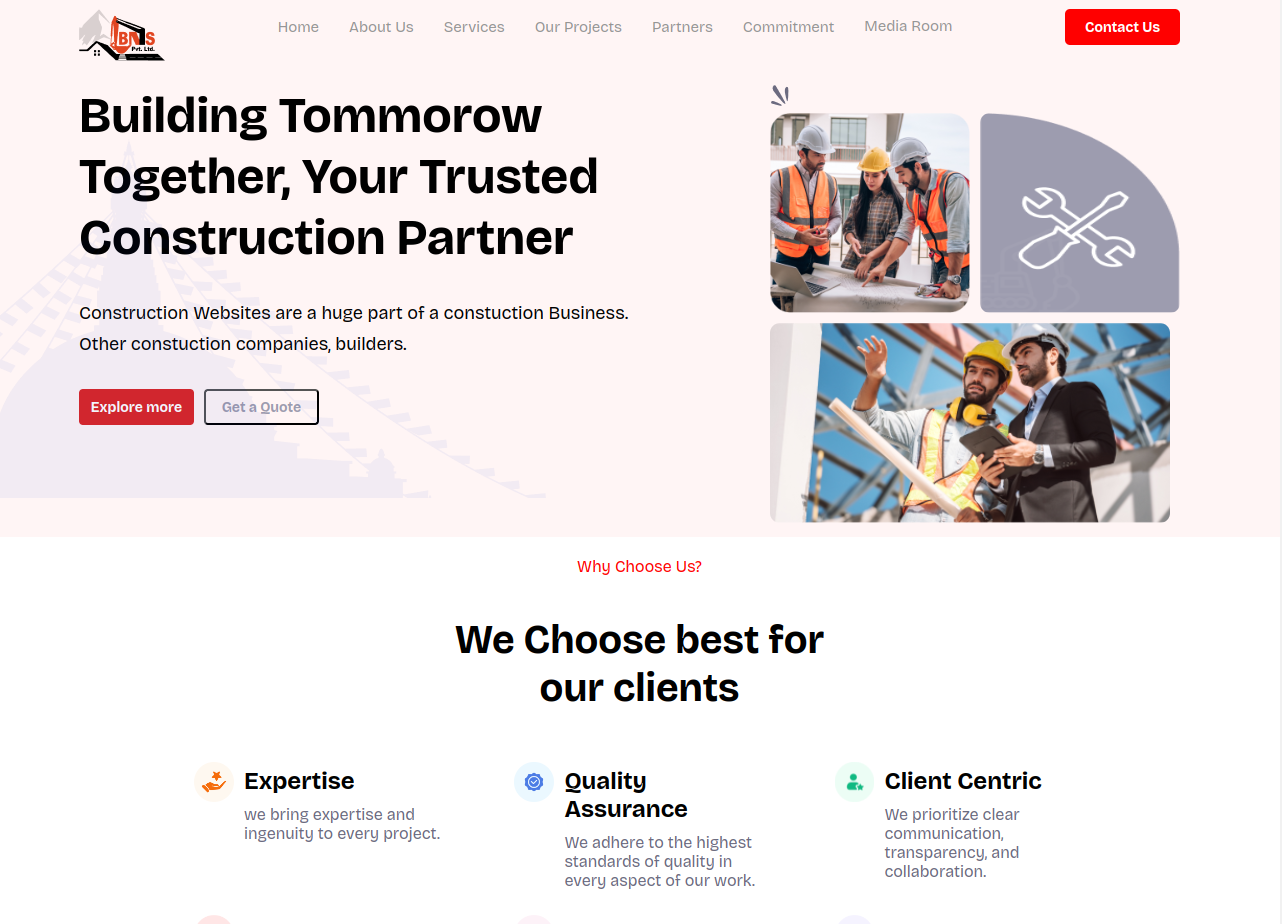 BNS
Pvt. Ltd.
Home
About Us
Services
Our Projects
Partners
Commitment
Media Room
Contact Us
Building Tommorow
Together, Your Trusted
Construction Partner
Construction Websites are a huge part of a constuction Business.
Other constuction companies, builders.
Explore more
Get a Quote
Why Choose Us?
We Choose best for
our clients
Expertise
we bring expertise and
ingenuity to every project.
Quality
Assurance
We adhere to the highest
standards of quality in
every aspect of our work.
Client Centric
We prioritize clear
communication,
transparency, and
collaboration.